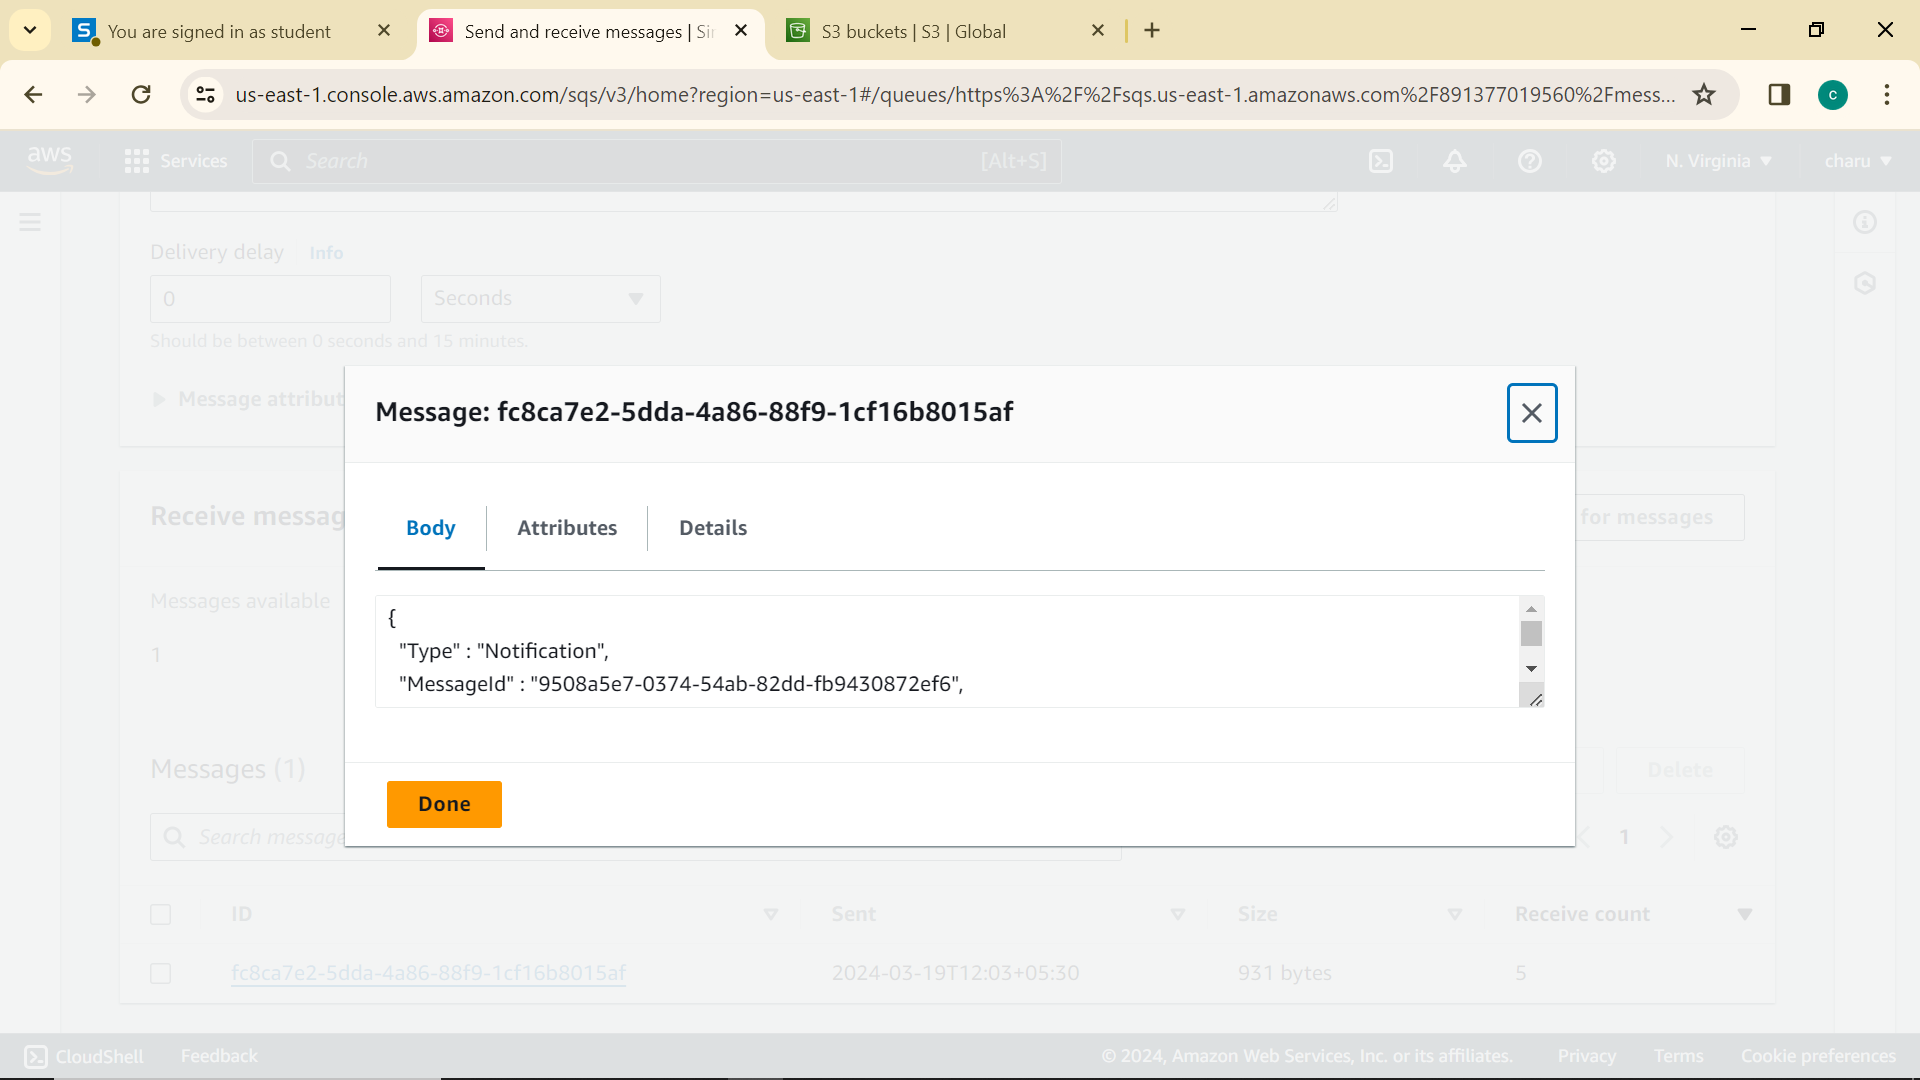 You are signed in as student
Send and receive messages | Si
S3 buckets | S3 | Global
us-east-1.console.aws.amazon.com/sqs/v3/home?region=us-east-1#/queues/https%3A%2F%2Fsqs.us-east-1.amazonaws.com%2F891377019560%2Fmess...
C
aws
Services
Search
[Alt+S]
N. Virginia
charu
Delivery delay
Info
0
Seconds
Should be between 0 seconds and 15 minutes.
Message attribut
Message: fc8ca7e2-5dda-4a86-88f9-1cf16b8015af
Receive messag
for messages
Body
Attributes
Details
Messages available
1
{
"Type" : "Notification",
"MessageId" : "9508a5e7-0374-54ab-82dd-fb9430872ef6",
Messages (1)
Delete
Done
Search message
1
ID
Sent
Size
Receive count
fc8ca7e2-5dda-4a86-88f9-1cf16b8015af
2024-03-19T12:03+05:30
931 bytes
5
CloudShell
Feedback
© 2024, Amazon Web Services, Inc. or its affiliates.
Privacy
Terms
Cookie preferences